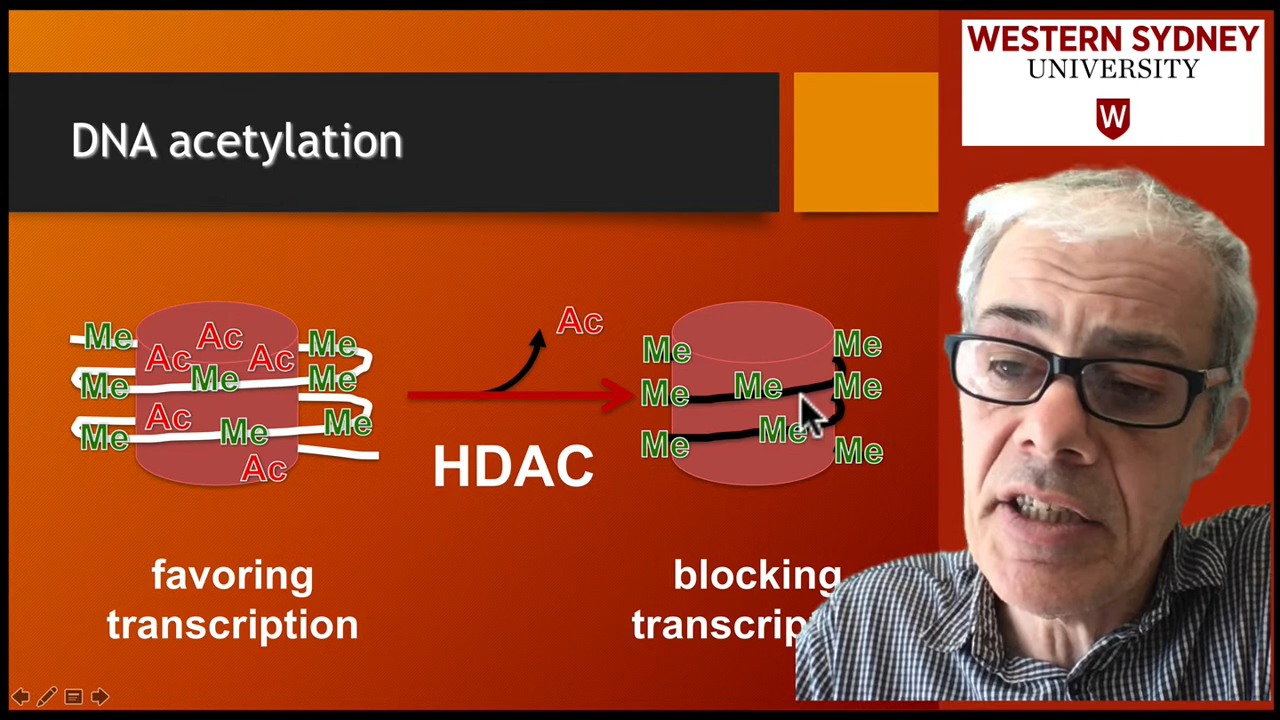 WESTERN SYDNEY
UNIVERSITY
W
DNA acetylation
Me Ac Me
Ac Ac
Me Me Me
Ac Me
Me Me
Ac
Ac
HDAC
Me Me
Me Me Me
Me
Me Me
favoring
transcription
blocking
transcrip